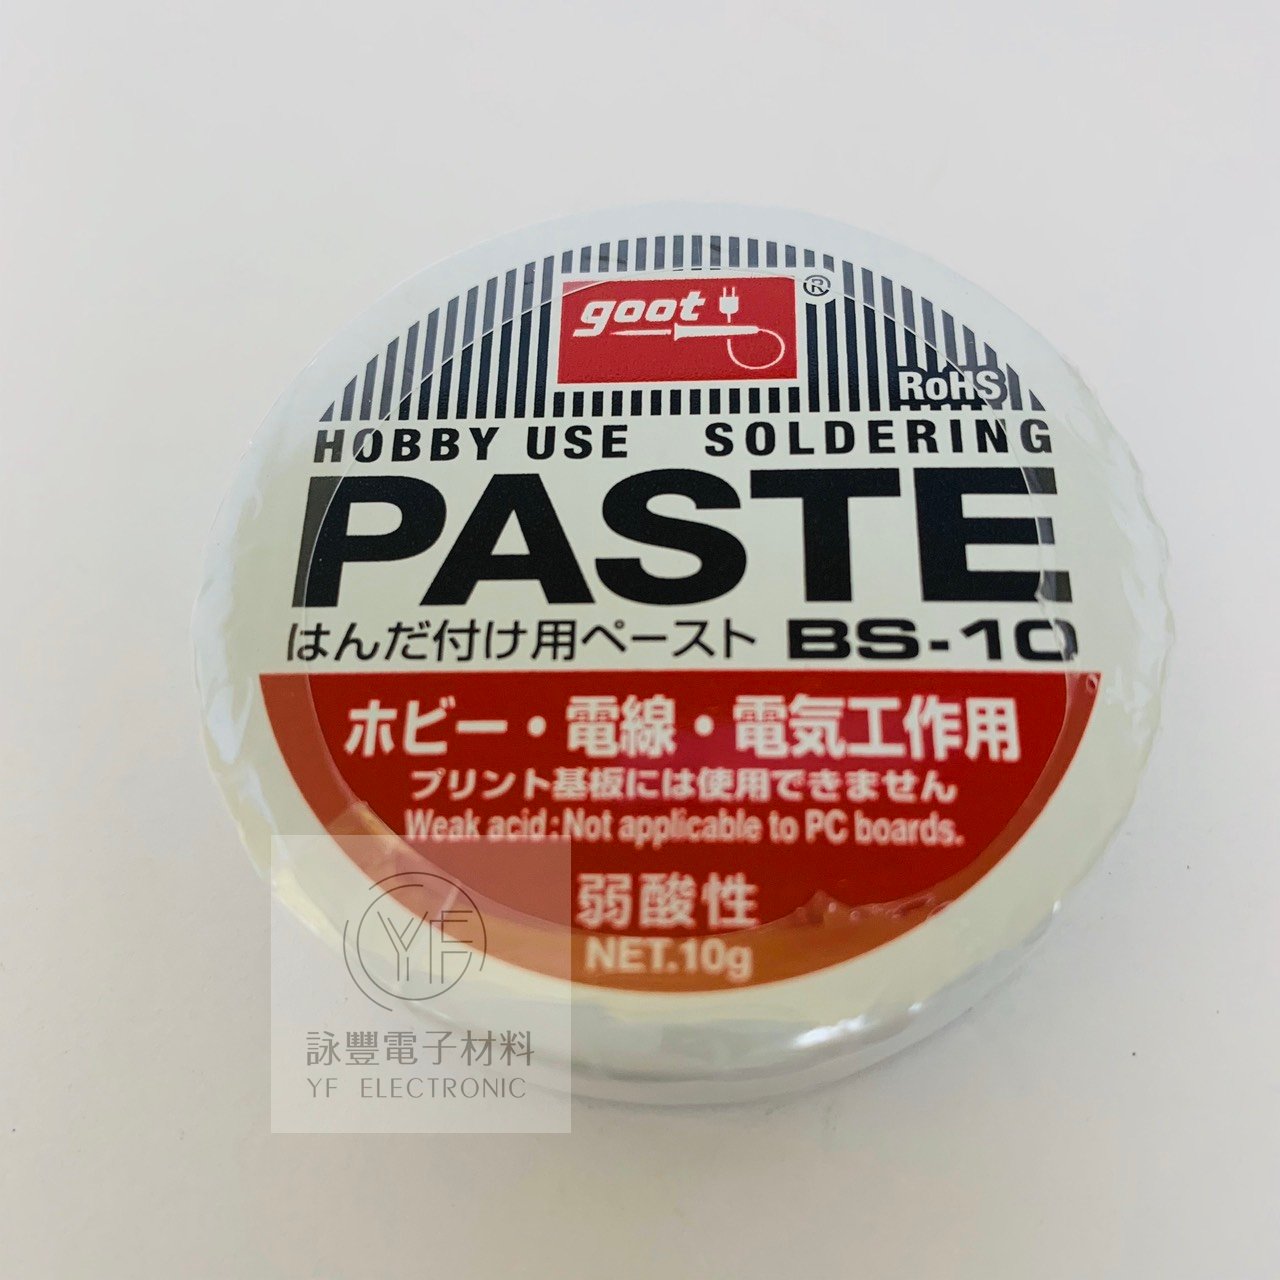 goot ®
RoHS
HOBBY USE SOLDERING
PASTE
はんだ付け用ペースト BS-10
ホビー・電線・電気工作用
プリント基板には使用できません
Weak acid:Not applicable to PC boards.
弱酸性
NET.10g
YF
詠豐電子材料
YF ELECTRONIC